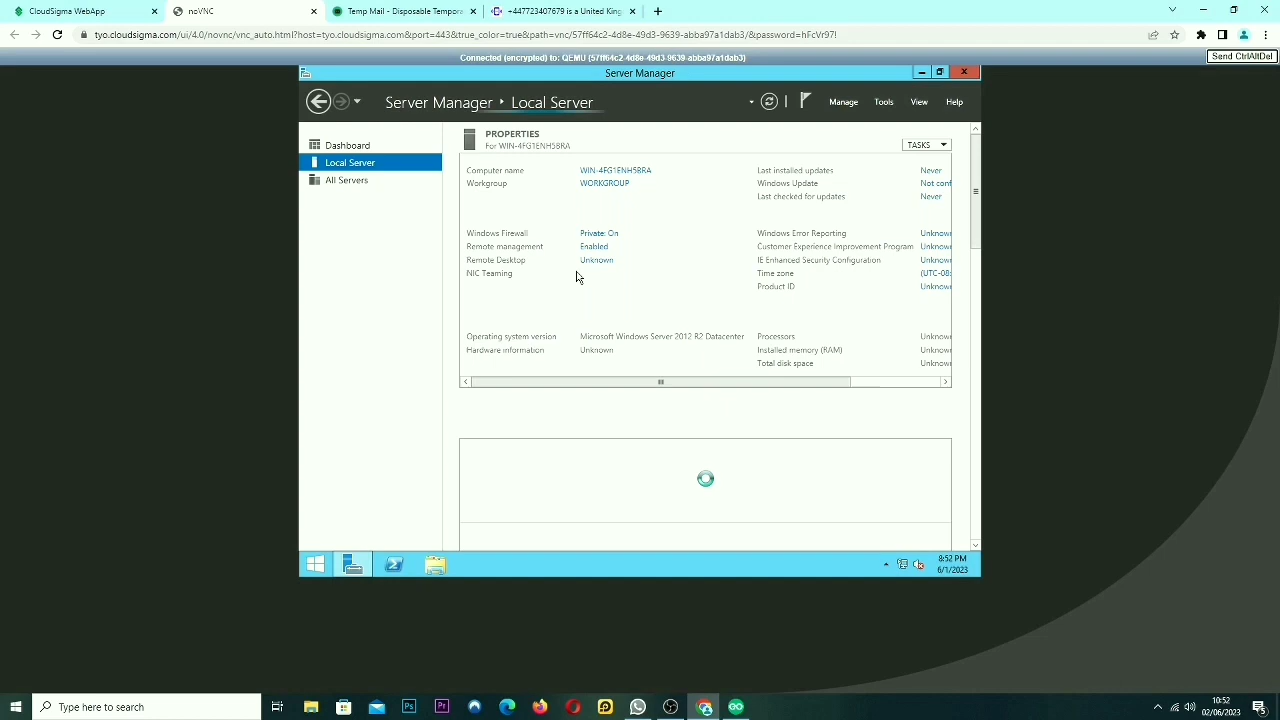 CloudSigma WebApp
noVNC
Temp Mail - Disposable Tempora
+447723407679 is a United King
tyo.cloudsigma.com/ui/4.0/novnc/vnc_auto.html?host=tyo.cloudsigma.com&port=443&true_color=true&path=vnc/57ff64c2-4d8e-49d3-9639-abba97a1dab3/&password=hFcVr97!
Connected (encrypted) to: QEMU (57ff64c2-4d8e-49d3-9639-abba97a1dab3)
Send CtrlAltDel
Server Manager
Server Manager ▸ Local Server
Manage Tools View Help
Dashboard
Local Server
All Servers
PROPERTIES
For WIN-4FG1ENH5BRA
TASKS
Computer name WIN-4FG1ENH5BRA Last installed updates Never
Workgroup WORKGROUP Windows Update Not conf
Last checked for updates Never
Windows Firewall Private: On Windows Error Reporting Unknown
Remote management Enabled Customer Experience Improvement Program Unknown
Remote Desktop Unknown IE Enhanced Security Configuration Unknown
NIC Teaming Time zone (UTC-08:
Product ID Unknown
Operating system version Microsoft Windows Server 2012 R2 Datacenter Processors Unknown
Hardware information Unknown Installed memory (RAM) Unknown
Total disk space Unknown
8:52 PM
6/1/2023
Type here to search
Ps
Pr
10:52
02/06/2023